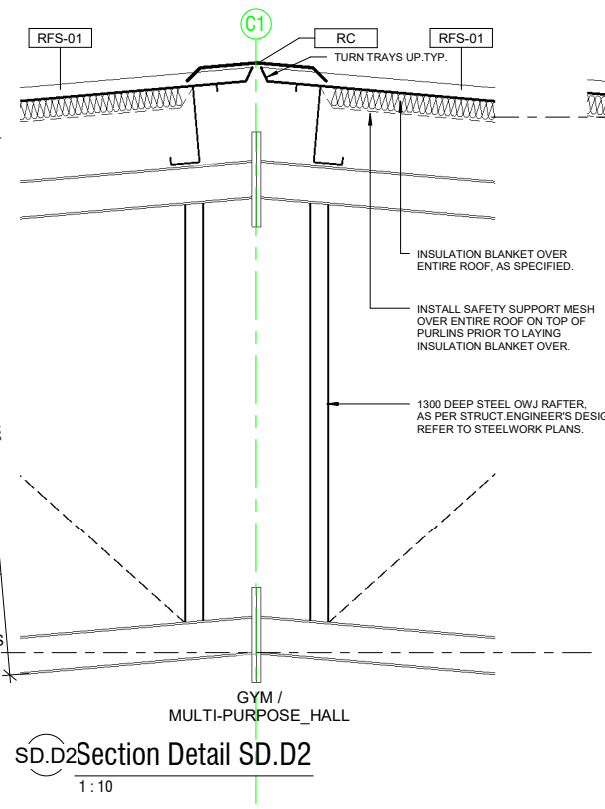 C1
RFS-01
RC
RFS-01
TURN TRAYS UP.TYP.
INSULATION BLANKET OVER
ENTIRE ROOF, AS SPECIFIED.
INSTALL SAFETY SUPPORT MESH
OVER ENTIRE ROOF ON TOP OF
PURLINS PRIOR TO LAYING
INSULATION BLANKET OVER.
1300 DEEP STEEL OWJ RAFTER,
AS PER STRUCT.ENGINEER'S DESIG
REFER TO STEELWORK PLANS.
GYM /
MULTI-PURPOSE_HALL
SD.D2 Section Detail SD.D2
1 : 10